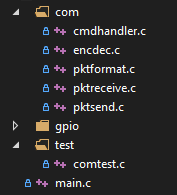 com
cmdhandler.c
encdec.c
pktformat.c
pktreceive.c
pktsend.c
gpio
test
comtest.c
main.c